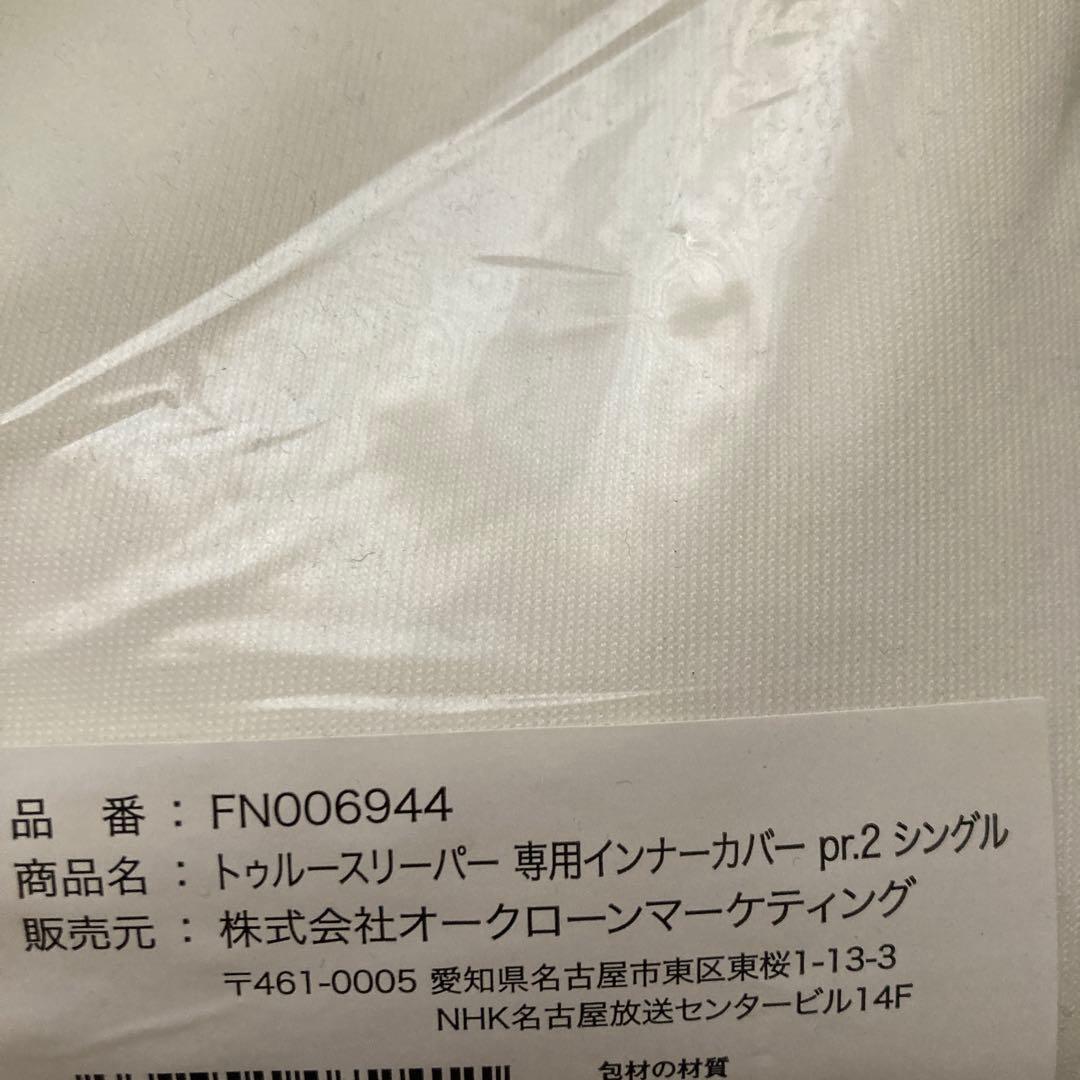 品 番：FN006944
商品名：トゥルースリーパー 専用インナーカバー pr.2 シングル
販売元：株式会社オークローンマーケティング
〒461-0005 愛知県名古屋市東区東桜1-13-3
NHK名古屋放送センタービル14F
包材の材質